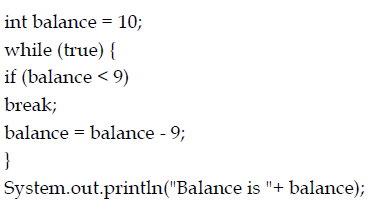 int balance = 10;
while (true) {
if (balance < 9)
break;
balance = balance - 9;
}
System.out.println("Balance is "+ balance);